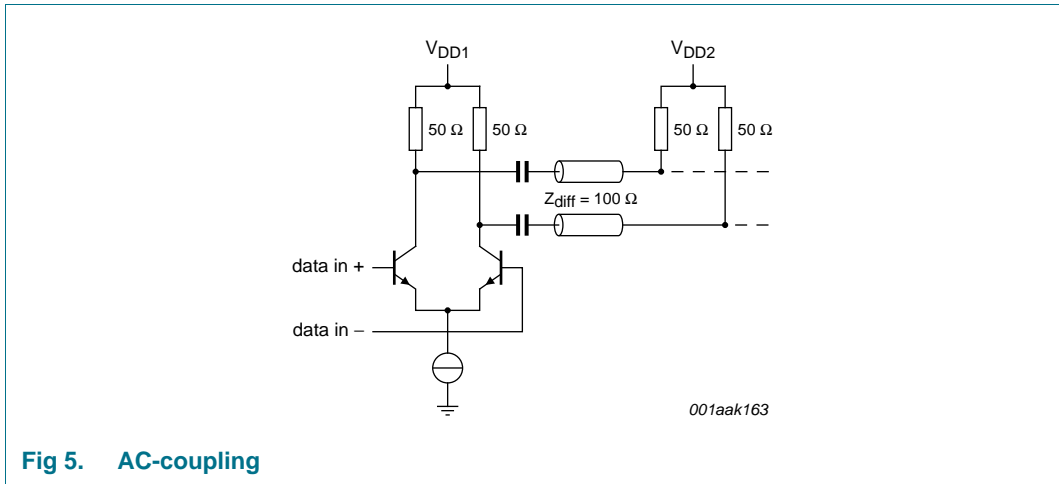 VDD1
VDD2
50 Ω
50 Ω
50 Ω
50 Ω
Zdiff = 100 Ω
data in +
data in −
001aak163
Fig 5. AC-coupling